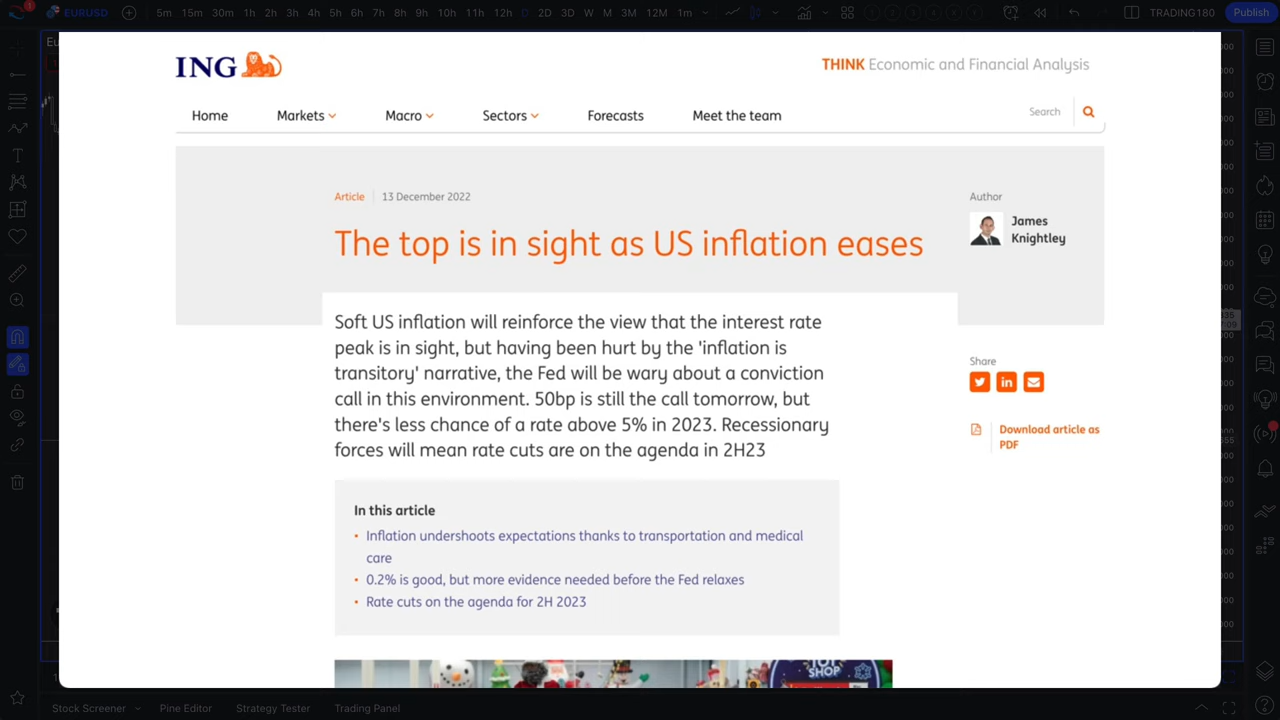 EURUSD 5m 15m 30m 1h 2h 3h 4h 5h 6h 7h 8h 9h 10h 11h 12h D 2D 3D W M 3M 12M 1m TRADING180 Publish
ING
THINK Economic and Financial Analysis
Home Markets Macro Sectors Forecasts Meet the team Search
Article 13 December 2022
Author
James
Knightley
The top is in sight as US inflation eases
Soft US inflation will reinforce the view that the interest rate
peak is in sight, but having been hurt by the 'inflation is
transitory' narrative, the Fed will be wary about a conviction
call in this environment. 50bp is still the call tomorrow, but
there's less chance of a rate above 5% in 2023. Recessionary
forces will mean rate cuts are on the agenda in 2H23
Share
Download article as
PDF
In this article
• Inflation undershoots expectations thanks to transportation and medical
care
• 0.2% is good, but more evidence needed before the Fed relaxes
• Rate cuts on the agenda for 2H 2023
SHOP
Stock Screener Pine Editor Strategy Tester Trading Panel